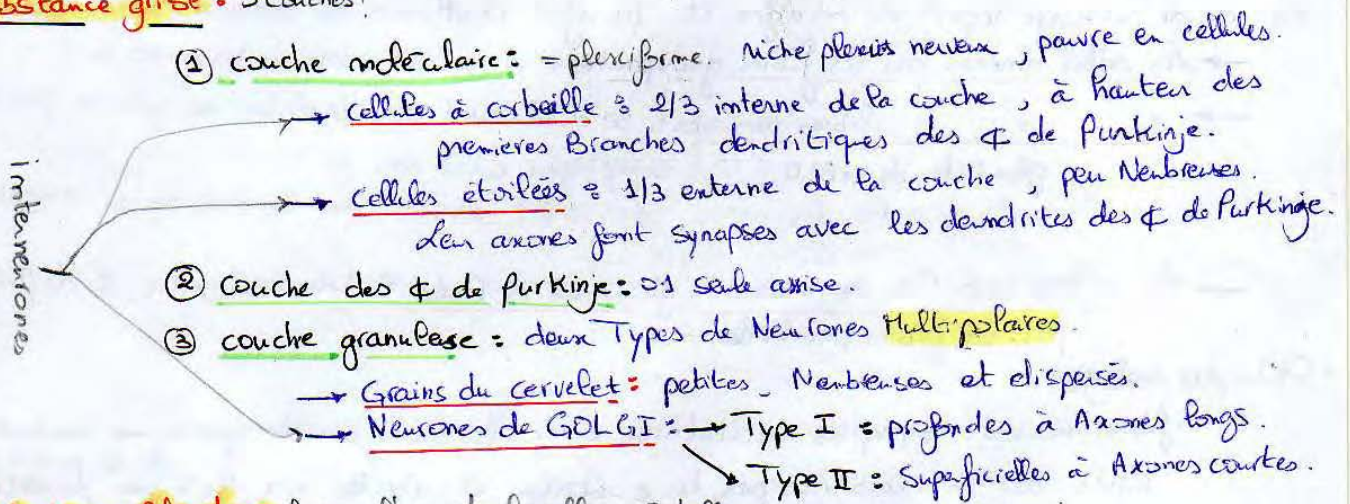 substance grise : 3 couches.
① couche moléculaire : = plexiforme. riche plexus nerveux, pauvre en cellules.
→ cellules à corbeille : 2/3 interne de la couche, à hauteur des
premieres Branches dendritiques des ¢ de Purkinje.
→ cellules étoilées : 1/3 externe de la couche, peu Nombreuses.
Leur axones font synapses avec les dendrites des ¢ de Purkinje.
interneurones
② couche des ¢ de Purkinje : 01 seule assise.
③ couche granuleuse : deux Types de Neurones Multipolaires.
→ Grains du cervelet : petites, Nombreuses et dispersés.
→ Neurones de GOLGI : → Type I : profondes à Axones longs.
→ Type II : Superficielles à Axones courtes.